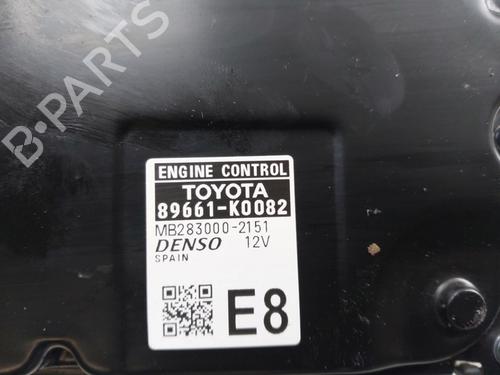 B-PARTS
ENGINE CONTROL
TOYOTA
89661-K0082
MB283000-2151
DENSO 12V
SPAIN
E8